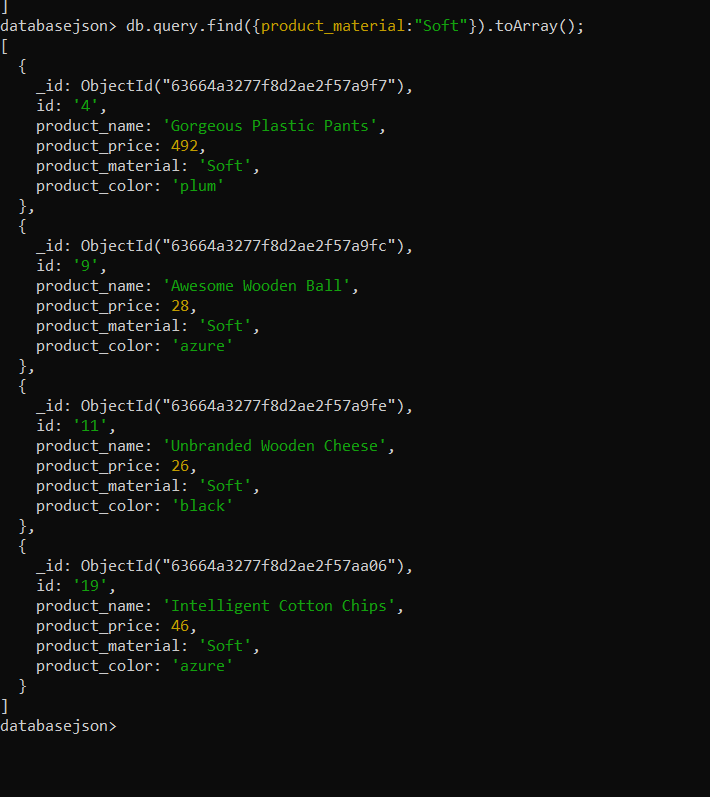 ]
databasejson> db.query.find({product_material:"Soft"}).toArray();
[
  {
    _id: ObjectId("63664a3277f8d2ae2f57a9f7"),
    id: '4',
    product_name: 'Gorgeous Plastic Pants',
    product_price: 492,
    product_material: 'Soft',
    product_color: 'plum'
  },
  {
    _id: ObjectId("63664a3277f8d2ae2f57a9fc"),
    id: '9',
    product_name: 'Awesome Wooden Ball',
    product_price: 28,
    product_material: 'Soft',
    product_color: 'azure'
  },
  {
    _id: ObjectId("63664a3277f8d2ae2f57a9fe"),
    id: '11',
    product_name: 'Unbranded Wooden Cheese',
    product_price: 26,
    product_material: 'Soft',
    product_color: 'black'
  },
  {
    _id: ObjectId("63664a3277f8d2ae2f57aa06"),
    id: '19',
    product_name: 'Intelligent Cotton Chips',
    product_price: 46,
    product_material: 'Soft',
    product_color: 'azure'
  }
]
databasejson>